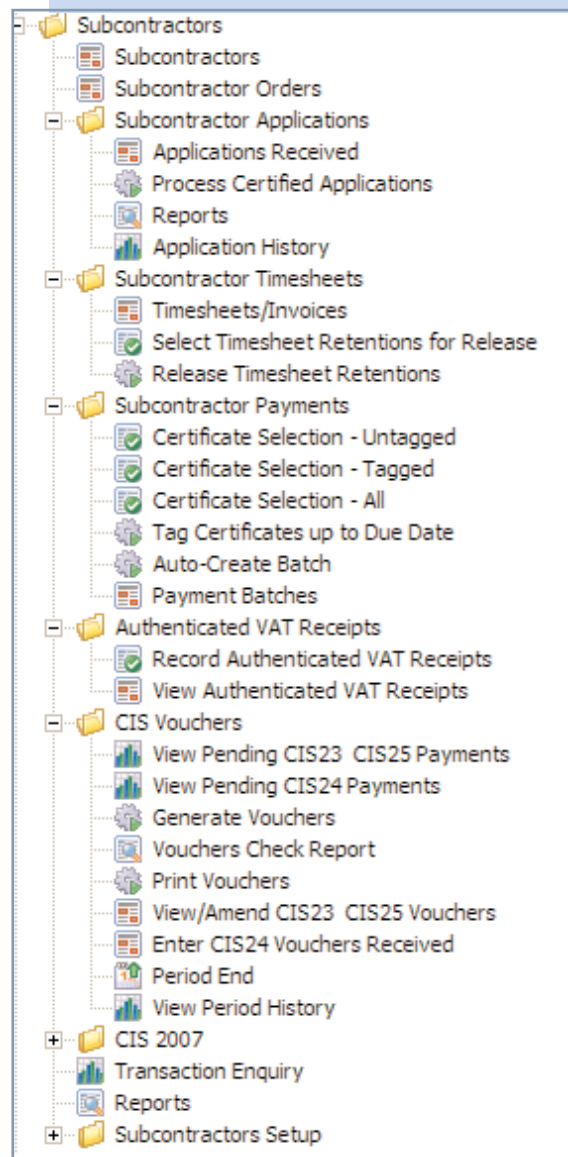 Subcontractors
Subcontractors
Subcontractor Orders
Subcontractor Applications
Applications Received
Process Certified Applications
Reports
Application History
Subcontractor Timesheets
Timesheets/Invoices
Select Timesheet Retentions for Release
Release Timesheet Retentions
Subcontractor Payments
Certificate Selection - Untagged
Certificate Selection - Tagged
Certificate Selection - All
Tag Certificates up to Due Date
Auto-Create Batch
Payment Batches
Authenticated VAT Receipts
Record Authenticated VAT Receipts
View Authenticated VAT Receipts
CIS Vouchers
View Pending CIS23 CIS25 Payments
View Pending CIS24 Payments
Generate Vouchers
Vouchers Check Report
Print Vouchers
View/Amend CIS23 CIS25 Vouchers
Enter CIS24 Vouchers Received
Period End
View Period History
CIS 2007
Transaction Enquiry
Reports
Subcontractors Setup